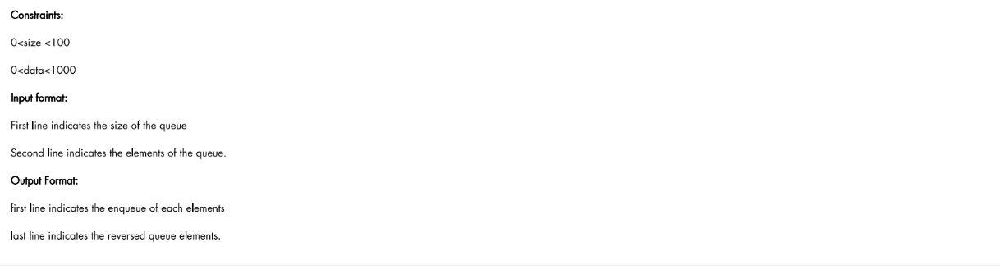 Constraints:
0<size <100
0<data<1000
Input format:
First line indicates the size of the queue
Second line indicates the elements of the queue.
Output Format:
first line indicates the enqueue of each elements
last line indicates the reversed queue elements.